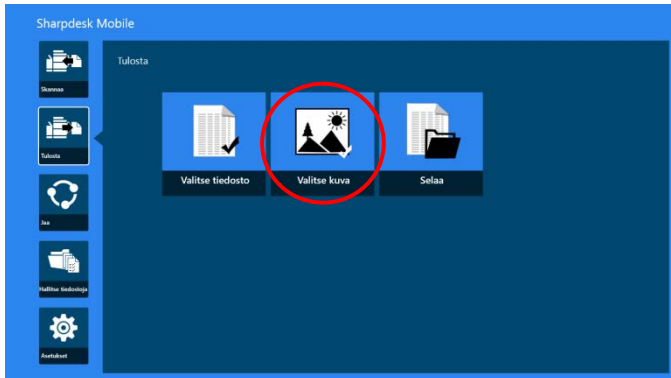 Sharpdesk Mobile
Skannaa
Tulosta
Jaa
Hallitse tiedostoja
Asetukset
Tulosta
Valitse tiedosto
Valitse kuva
Selaa